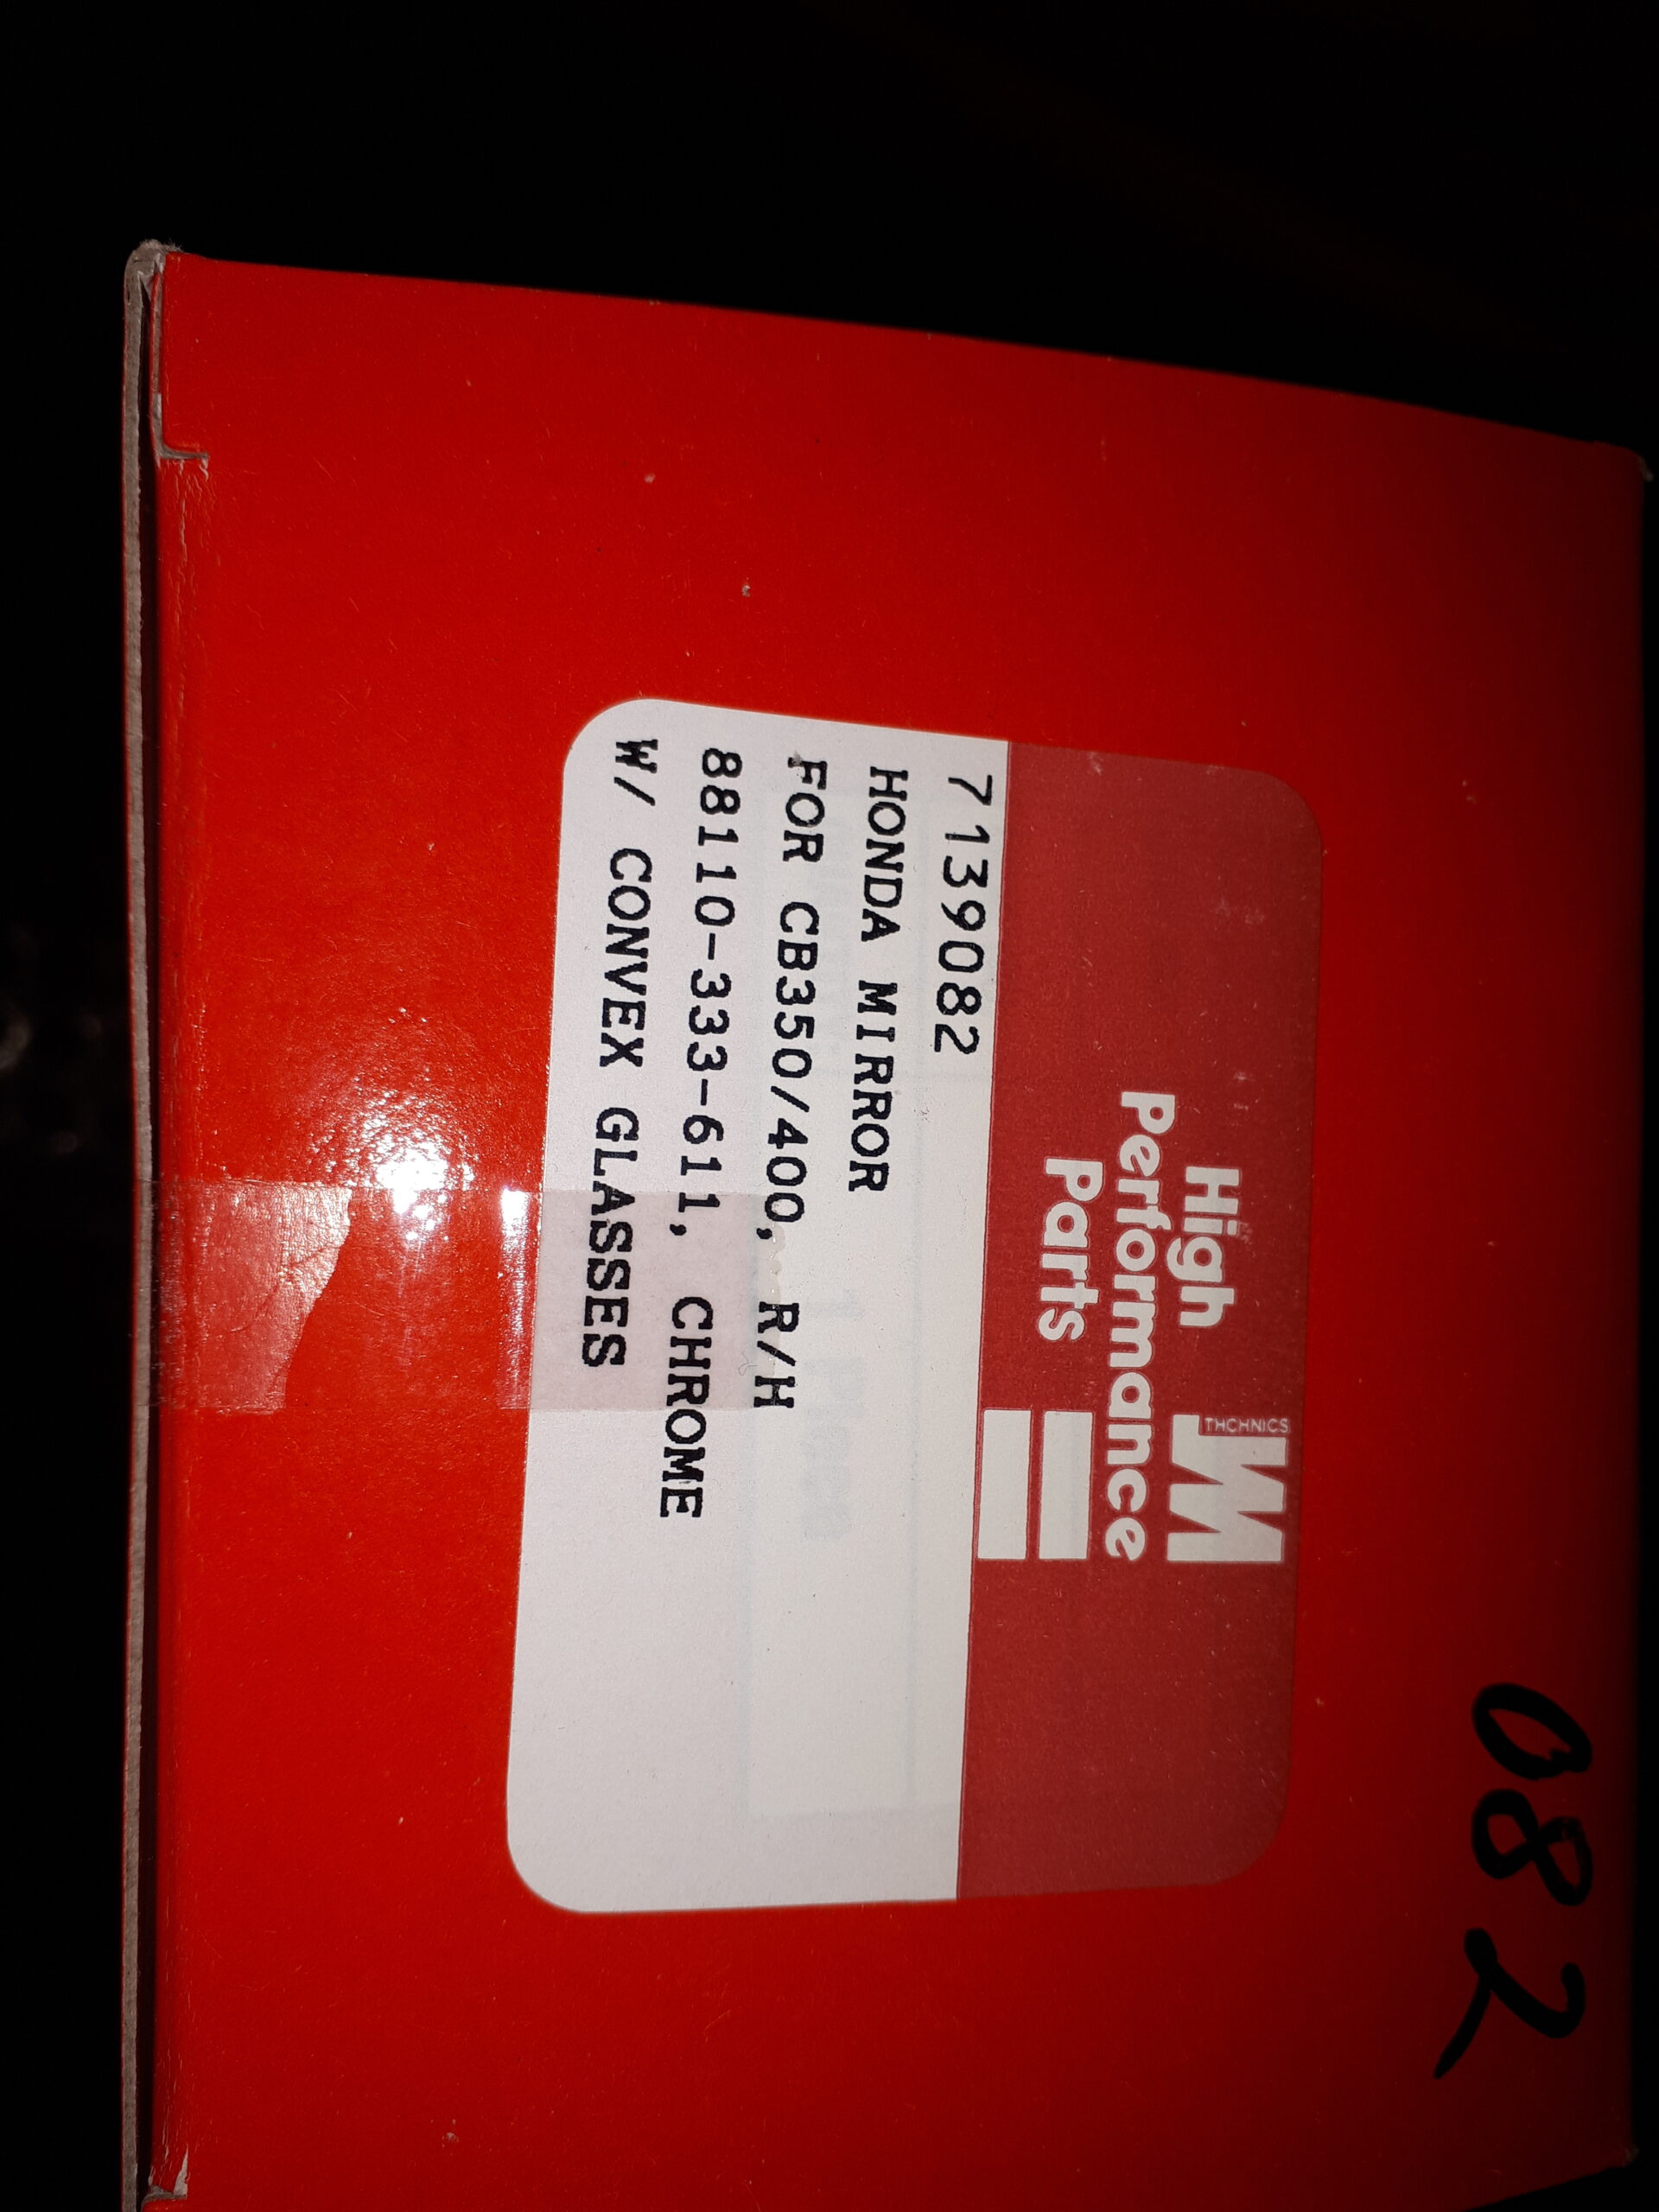 High
Performance
Parts
THCHNICS
7139082
HONDA MIRROR
FOR CB350/400, R/H
88110-333-611, CHROME
W/ CONVEX GLASSES
082